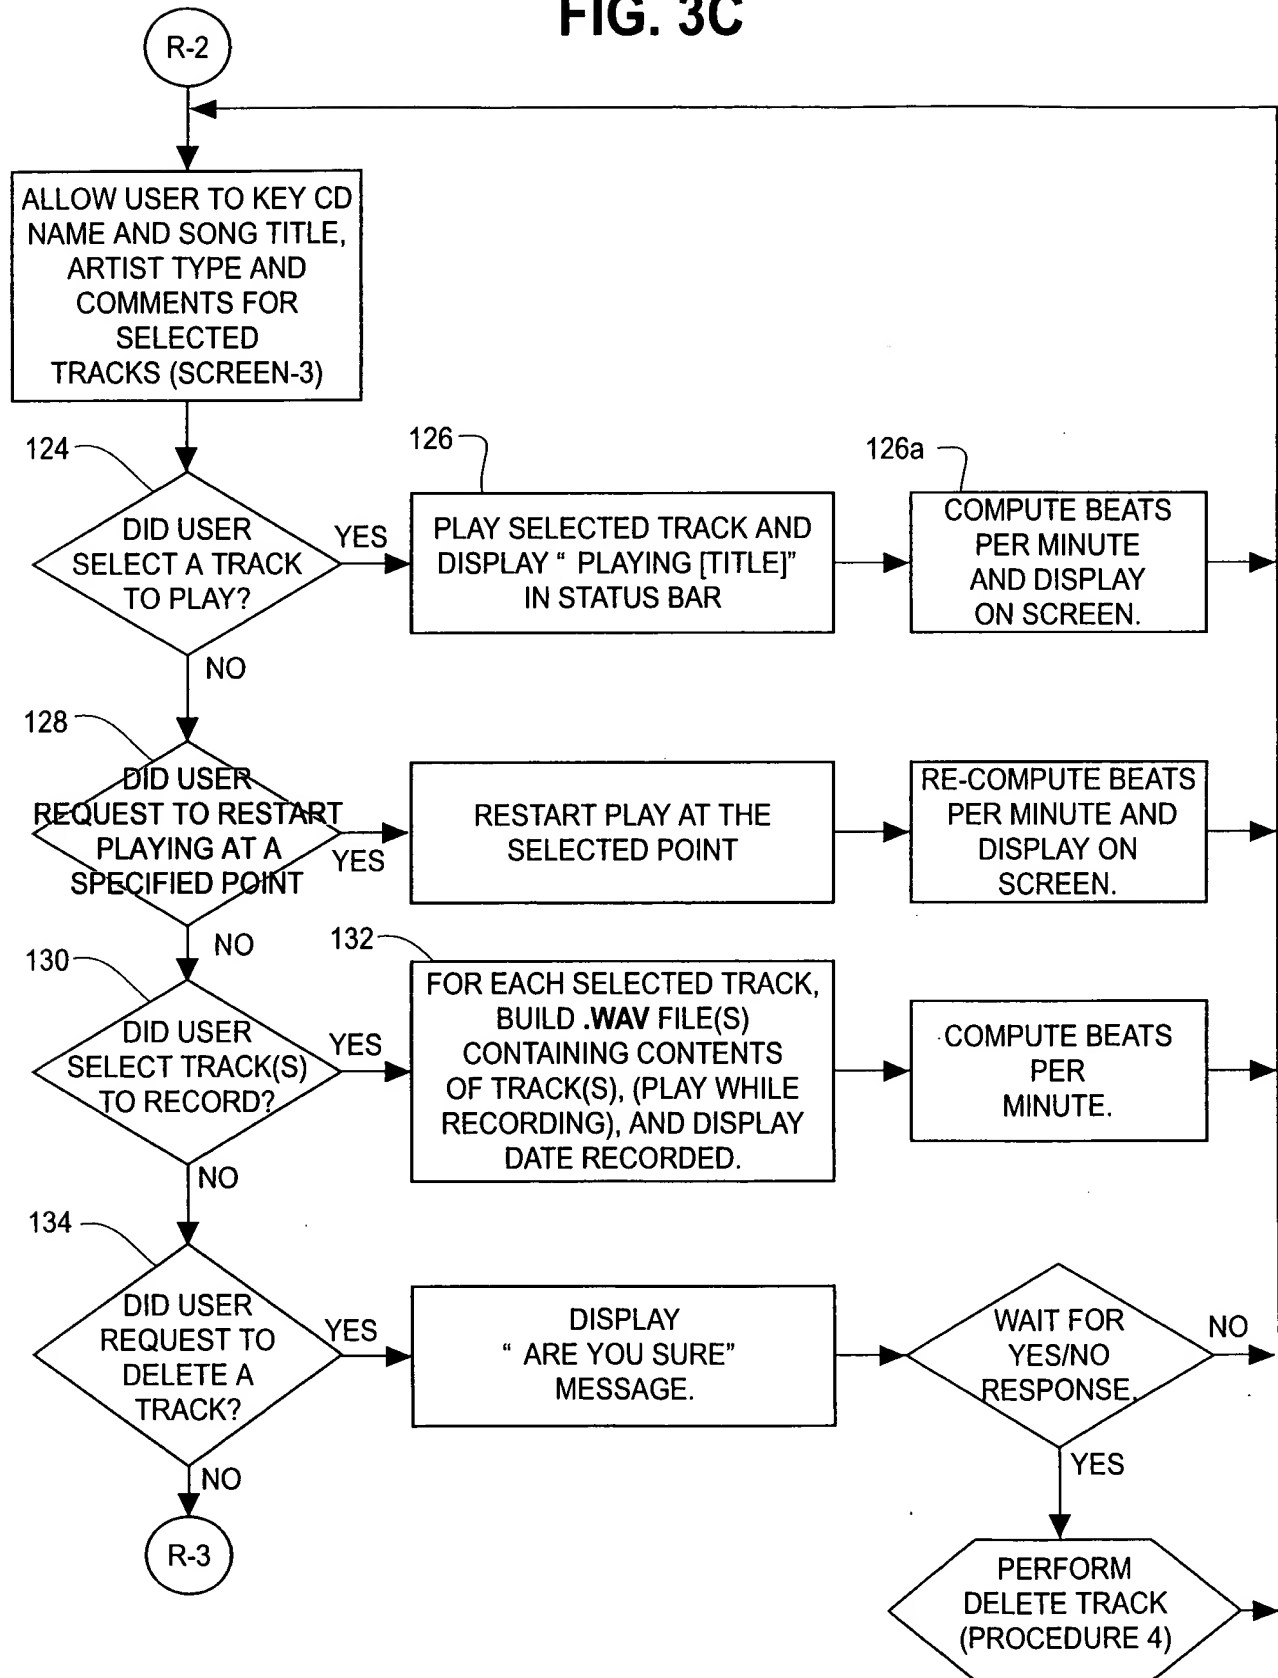 FIG. 3C
R-2
ALLOW USER TO KEY CD
NAME AND SONG TITLE,
ARTIST TYPE AND
COMMENTS FOR
SELECTED
TRACKS (SCREEN-3)
124
DID USER
SELECT A TRACK
TO PLAY?
YES
NO
126
PLAY SELECTED TRACK AND
DISPLAY “ PLAYING [TITLE]”
IN STATUS BAR
126a
COMPUTE BEATS
PER MINUTE
AND DISPLAY
ON SCREEN.
128
DID USER
REQUEST TO RESTART
PLAYING AT A
SPECIFIED POINT
YES
NO
RESTART PLAY AT THE
SELECTED POINT
RE-COMPUTE BEATS
PER MINUTE AND
DISPLAY ON
SCREEN.
130
DID USER
SELECT TRACK(S)
TO RECORD?
YES
NO
132
FOR EACH SELECTED TRACK,
BUILD .WAV FILE(S)
CONTAINING CONTENTS
OF TRACK(S), (PLAY WHILE
RECORDING), AND DISPLAY
DATE RECORDED.
COMPUTE BEATS
PER
MINUTE.
134
DID USER
REQUEST TO
DELETE A
TRACK?
YES
NO
DISPLAY
“ ARE YOU SURE”
MESSAGE.
WAIT FOR
YES/NO
RESPONSE.
NO
YES
R-3
PERFORM
DELETE TRACK
(PROCEDURE 4)